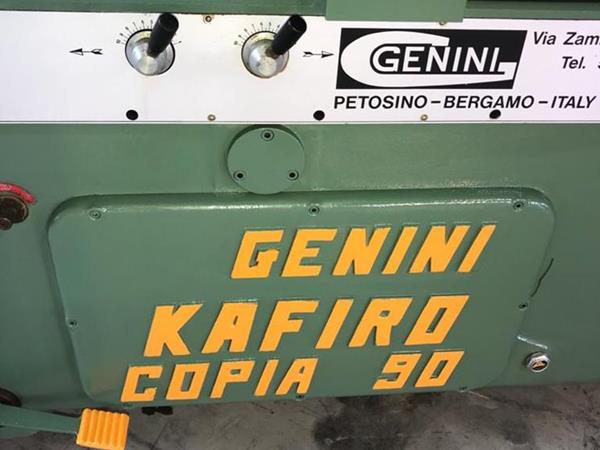 GENINI
Via Zam
Tel.
PETOSINO-BERGAMO-ITALY
GENINI
KAFIRO
COPIA 90